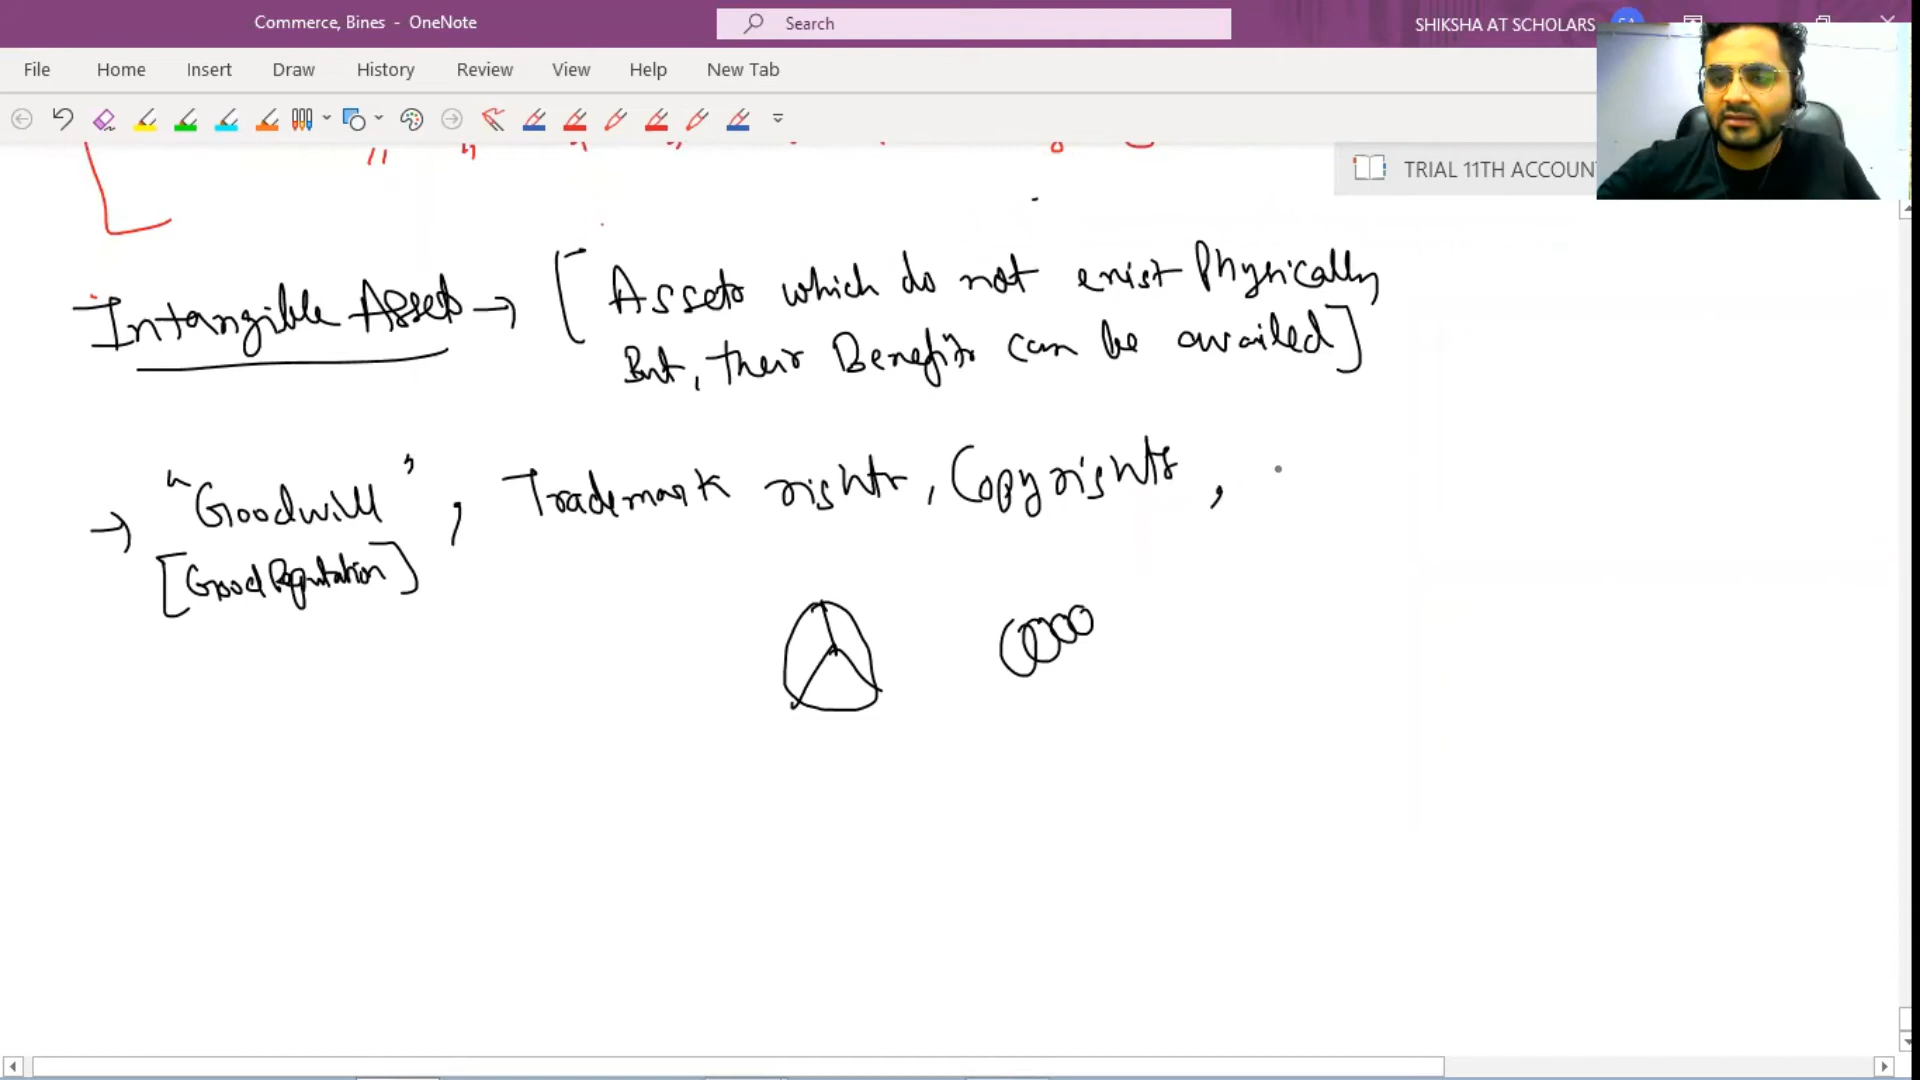 Commerce, Bines - OneNote
Search
SHIKSHA AT SCHOLARS
File Home Insert Draw History Review View Help New Tab
TRIAL 11TH ACCOUN
Intangible Assets → [ Assets which do not exist Physically
But, their Benefits can be availed ]
→ "Goodwill", Trademark rights, Copyrights,
[Good Reputation]